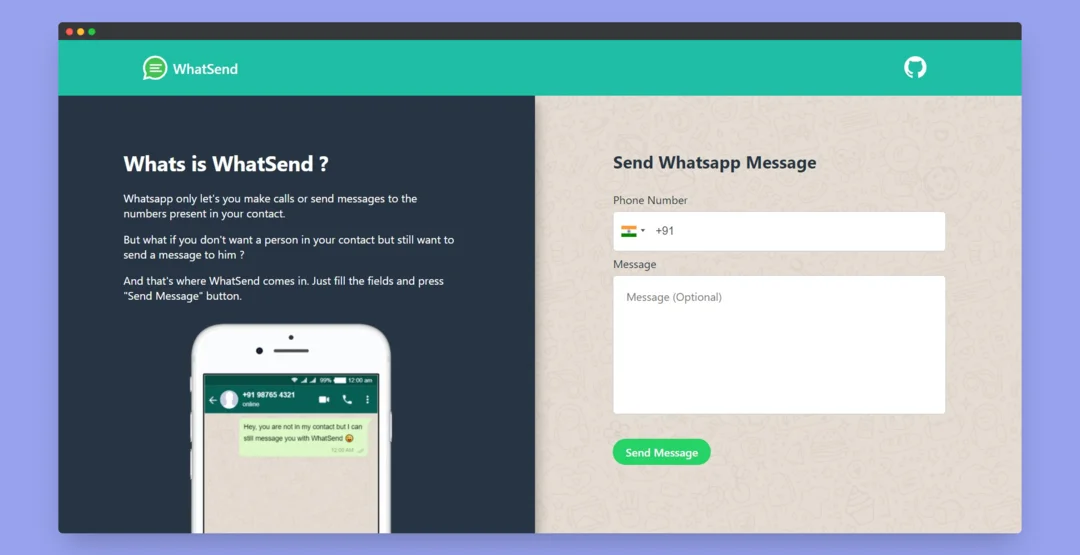 WhatSend
Whats is WhatSend ?
Whatsapp only let's you make calls or send messages to the
numbers present in your contact.
But what if you don't want a person in your contact but still want to
send a message to him ?
And that's where WhatSend comes in. Just fill the fields and press
"Send Message" button.
99% 12:00 am
+91 98765 4321
online
Hey, you are not in my contact but I can
still message you with WhatSend 😀
12:00 AM
Send Whatsapp Message
Phone Number
+91
Message
Message (Optional)
Send Message